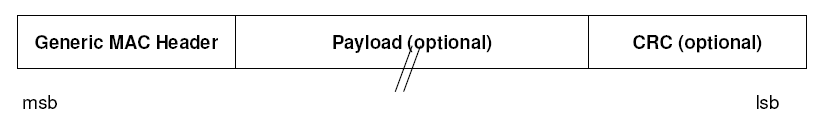 Generic MAC Header Payload (optional) CRC (optional)
msb lsb